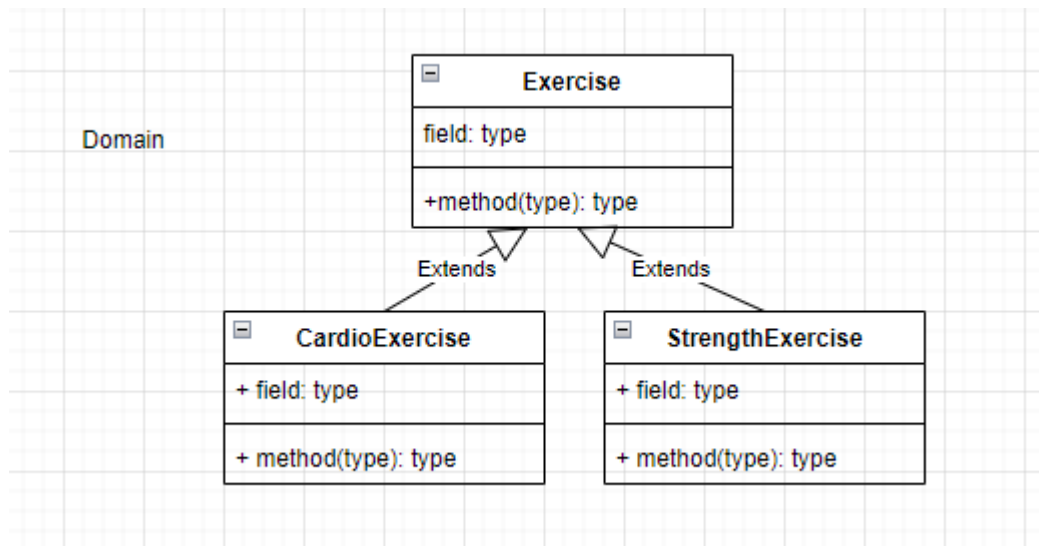 Exercise
Domain
field: type
+method(type): type
Extends
Extends
CardioExercise
StrengthExercise
+ field: type
+ field: type
+ method(type): type
+ method(type): type